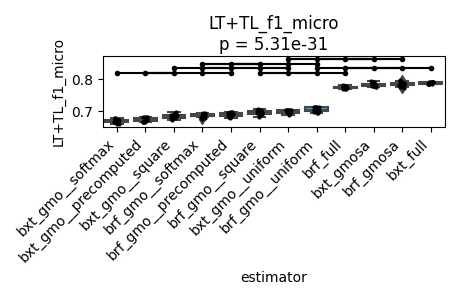 LT+TL_f1_micro
p = 5.31e-31
LT+TL_f1_micro
0.8
0.7
bxt_gmo__softmax
bxt_gmo__precomputed
bxt_gmo__square
brf_gmo__softmax
brf_gmo__precomputed
brf_gmo__square
bxt_gmo__uniform
brf_gmo__uniform
brf_full
bxt_gmosa
brf_gmosa
bxt_full
estimator